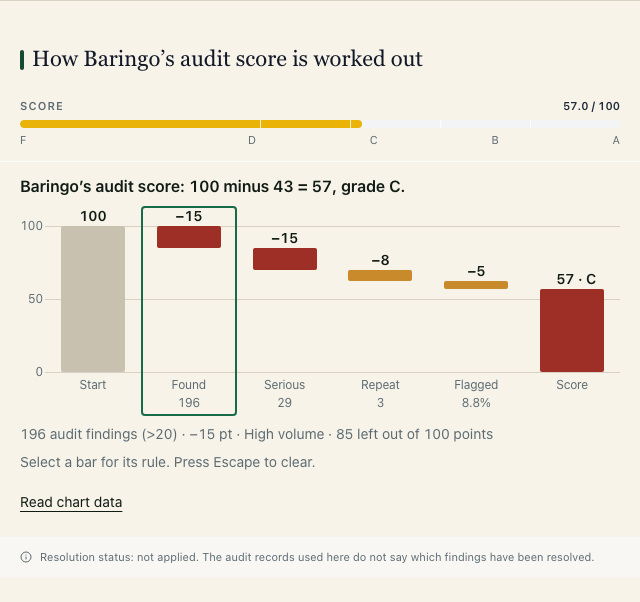 How Baringo’s audit score is worked out
SCORE 57.0 / 100
F D C B A
Baringo’s audit score: 100 minus 43 = 57, grade C.
100 −15 −15 −8 −5 57 · C
100
50
0
Start Found Serious Repeat Flagged Score
196 29 3 8.8%
196 audit findings (>20) · −15 pt · High volume · 85 left out of 100 points
Select a bar for its rule. Press Escape to clear.
Read chart data
Resolution status: not applied. The audit records used here do not say which findings have been resolved.